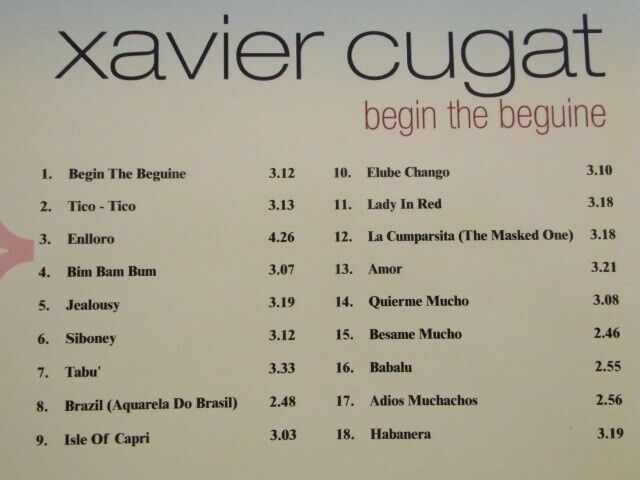 xavier cugat
begin the beguine
1. Begin The Beguine 3.12
2. Tico - Tico 3.13
3. Enlloro 4.26
4. Bim Bam Bum 3.07
5. Jealousy 3.19
6. Siboney 3.12
7. Tabu' 3.33
8. Brazil (Aquarela Do Brasil) 2.48
9. Isle Of Capri 3.03
10. Elube Chango 3.10
11. Lady In Red 3.18
12. La Cumparsita (The Masked One) 3.18
13. Amor 3.21
14. Quierme Mucho 3.08
15. Besame Mucho 2.46
16. Babalu 2.55
17. Adios Muchachos 2.56
18. Habanera 3.19